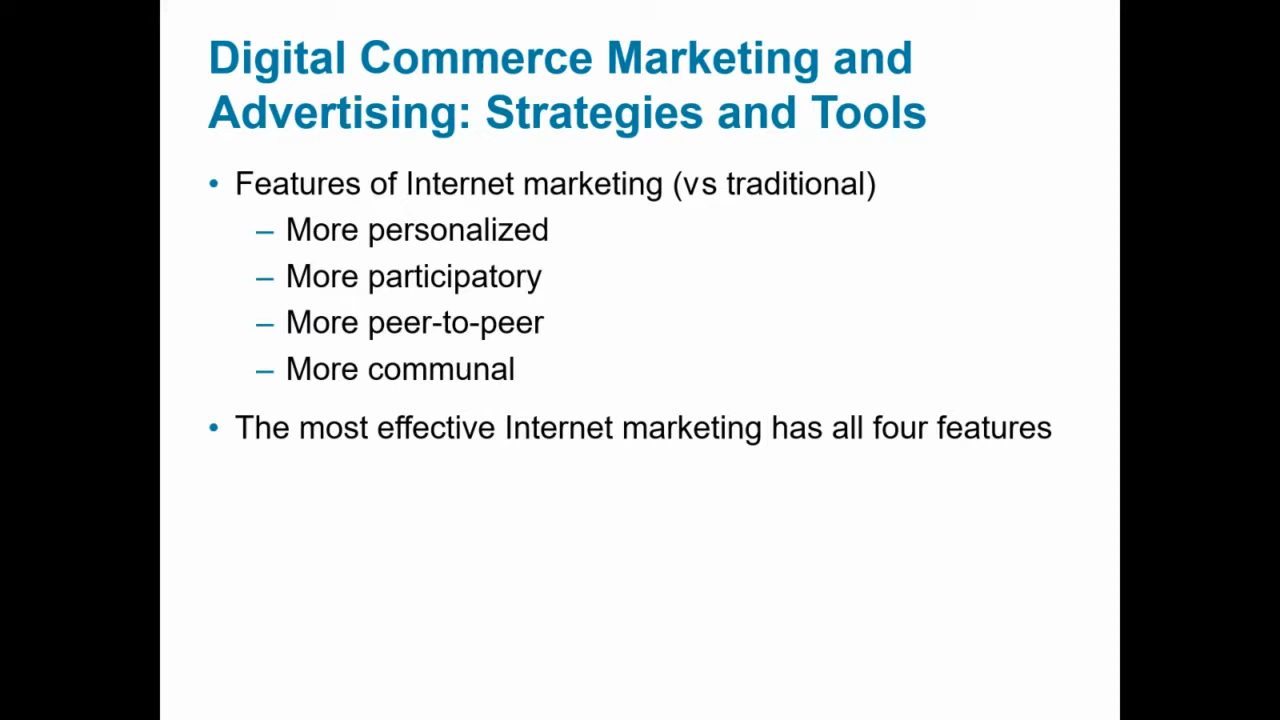 Digital Commerce Marketing and
Advertising: Strategies and Tools
• Features of Internet marketing (vs traditional)
– More personalized
– More participatory
– More peer-to-peer
– More communal
• The most effective Internet marketing has all four features